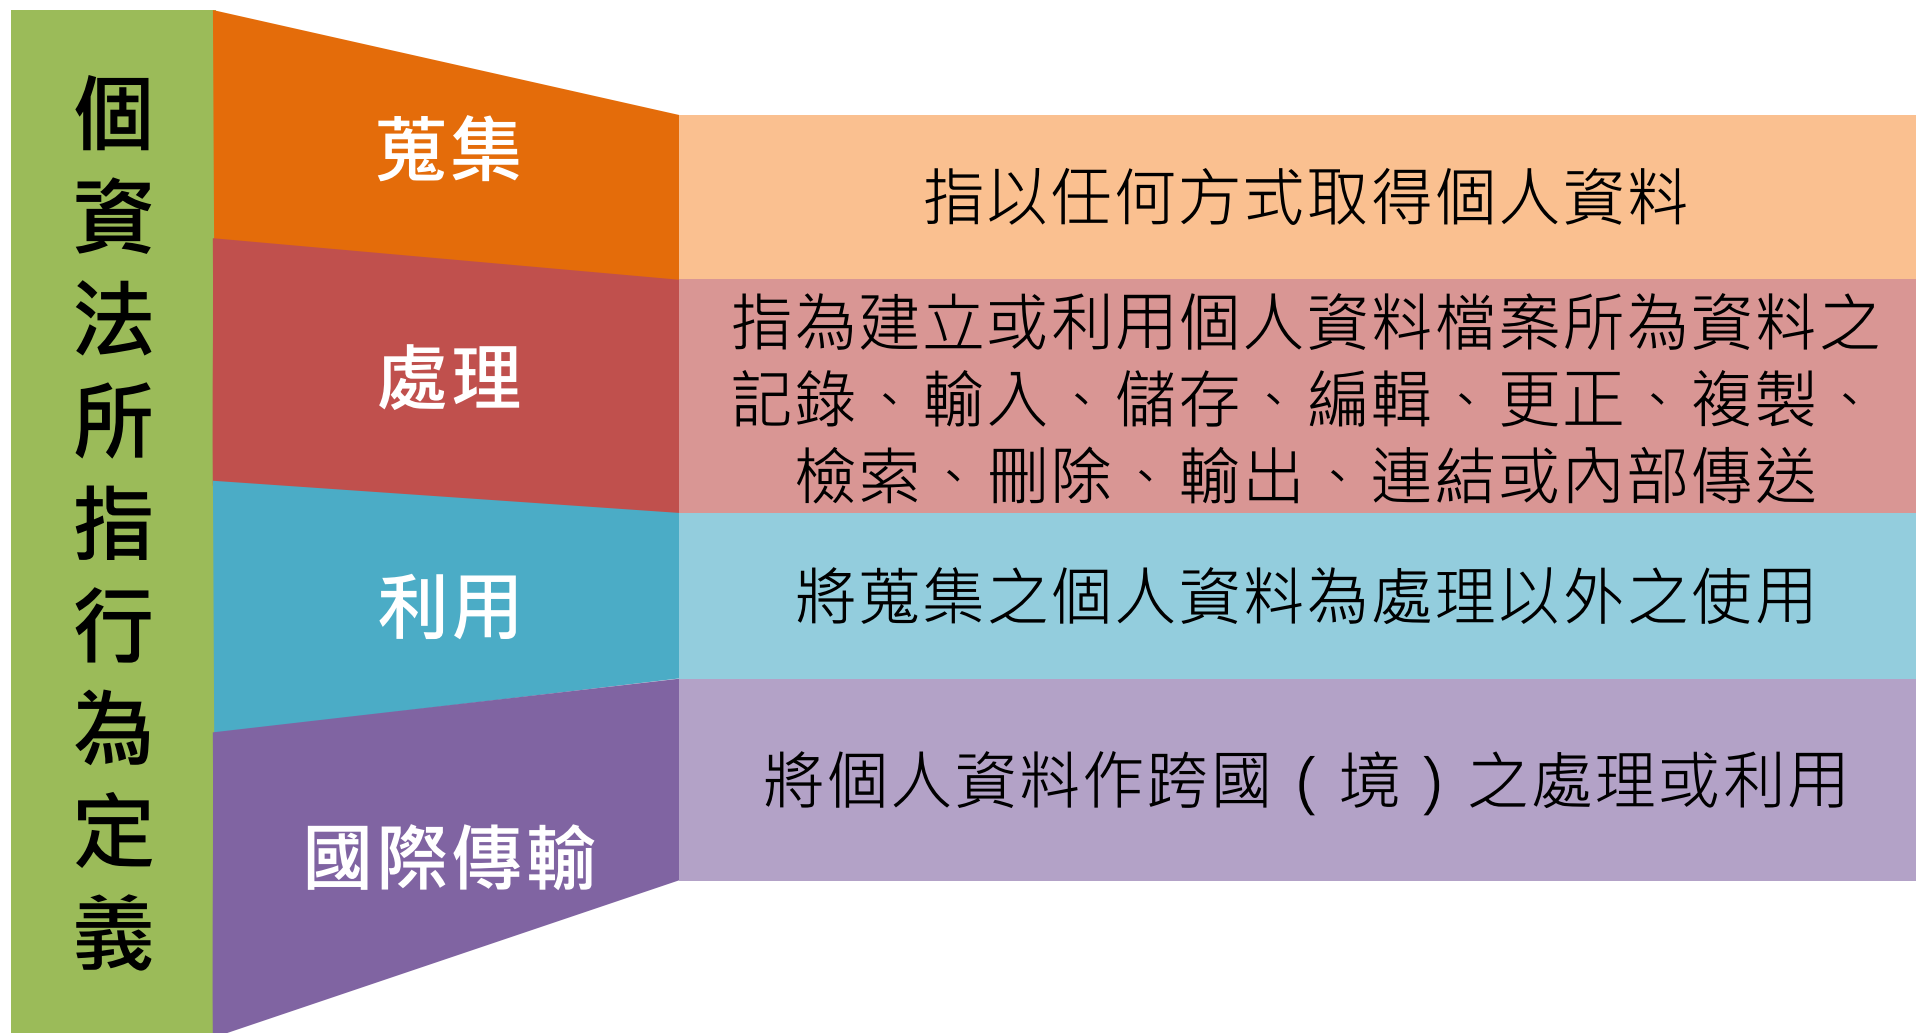 個資法所指行為定義
蒐集
指以任何方式取得個人資料
處理
指為建立或利用個人資料檔案所為資料之
記錄、輸入、儲存、編輯、更正、複製、
檢索、刪除、輸出、連結或內部傳送
利用
將蒐集之個人資料為處理以外之使用
國際傳輸
將個人資料作跨國(境)之處理或利用